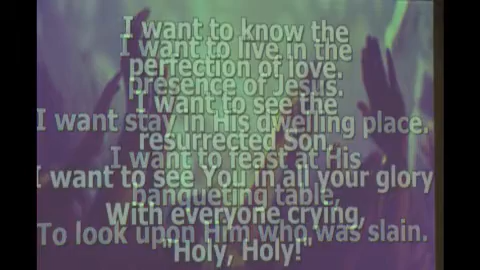 I want to know the
I want to live in the
perfection of love.
presence of Jesus.
I want to see the
I want stay in His dwelling place.
resurrected Son.
I want to feast at His
I want to see You in all your glory
banqueting table,
With everyone crying,
To look upon Him who was slain.
"Holy, Holy!"